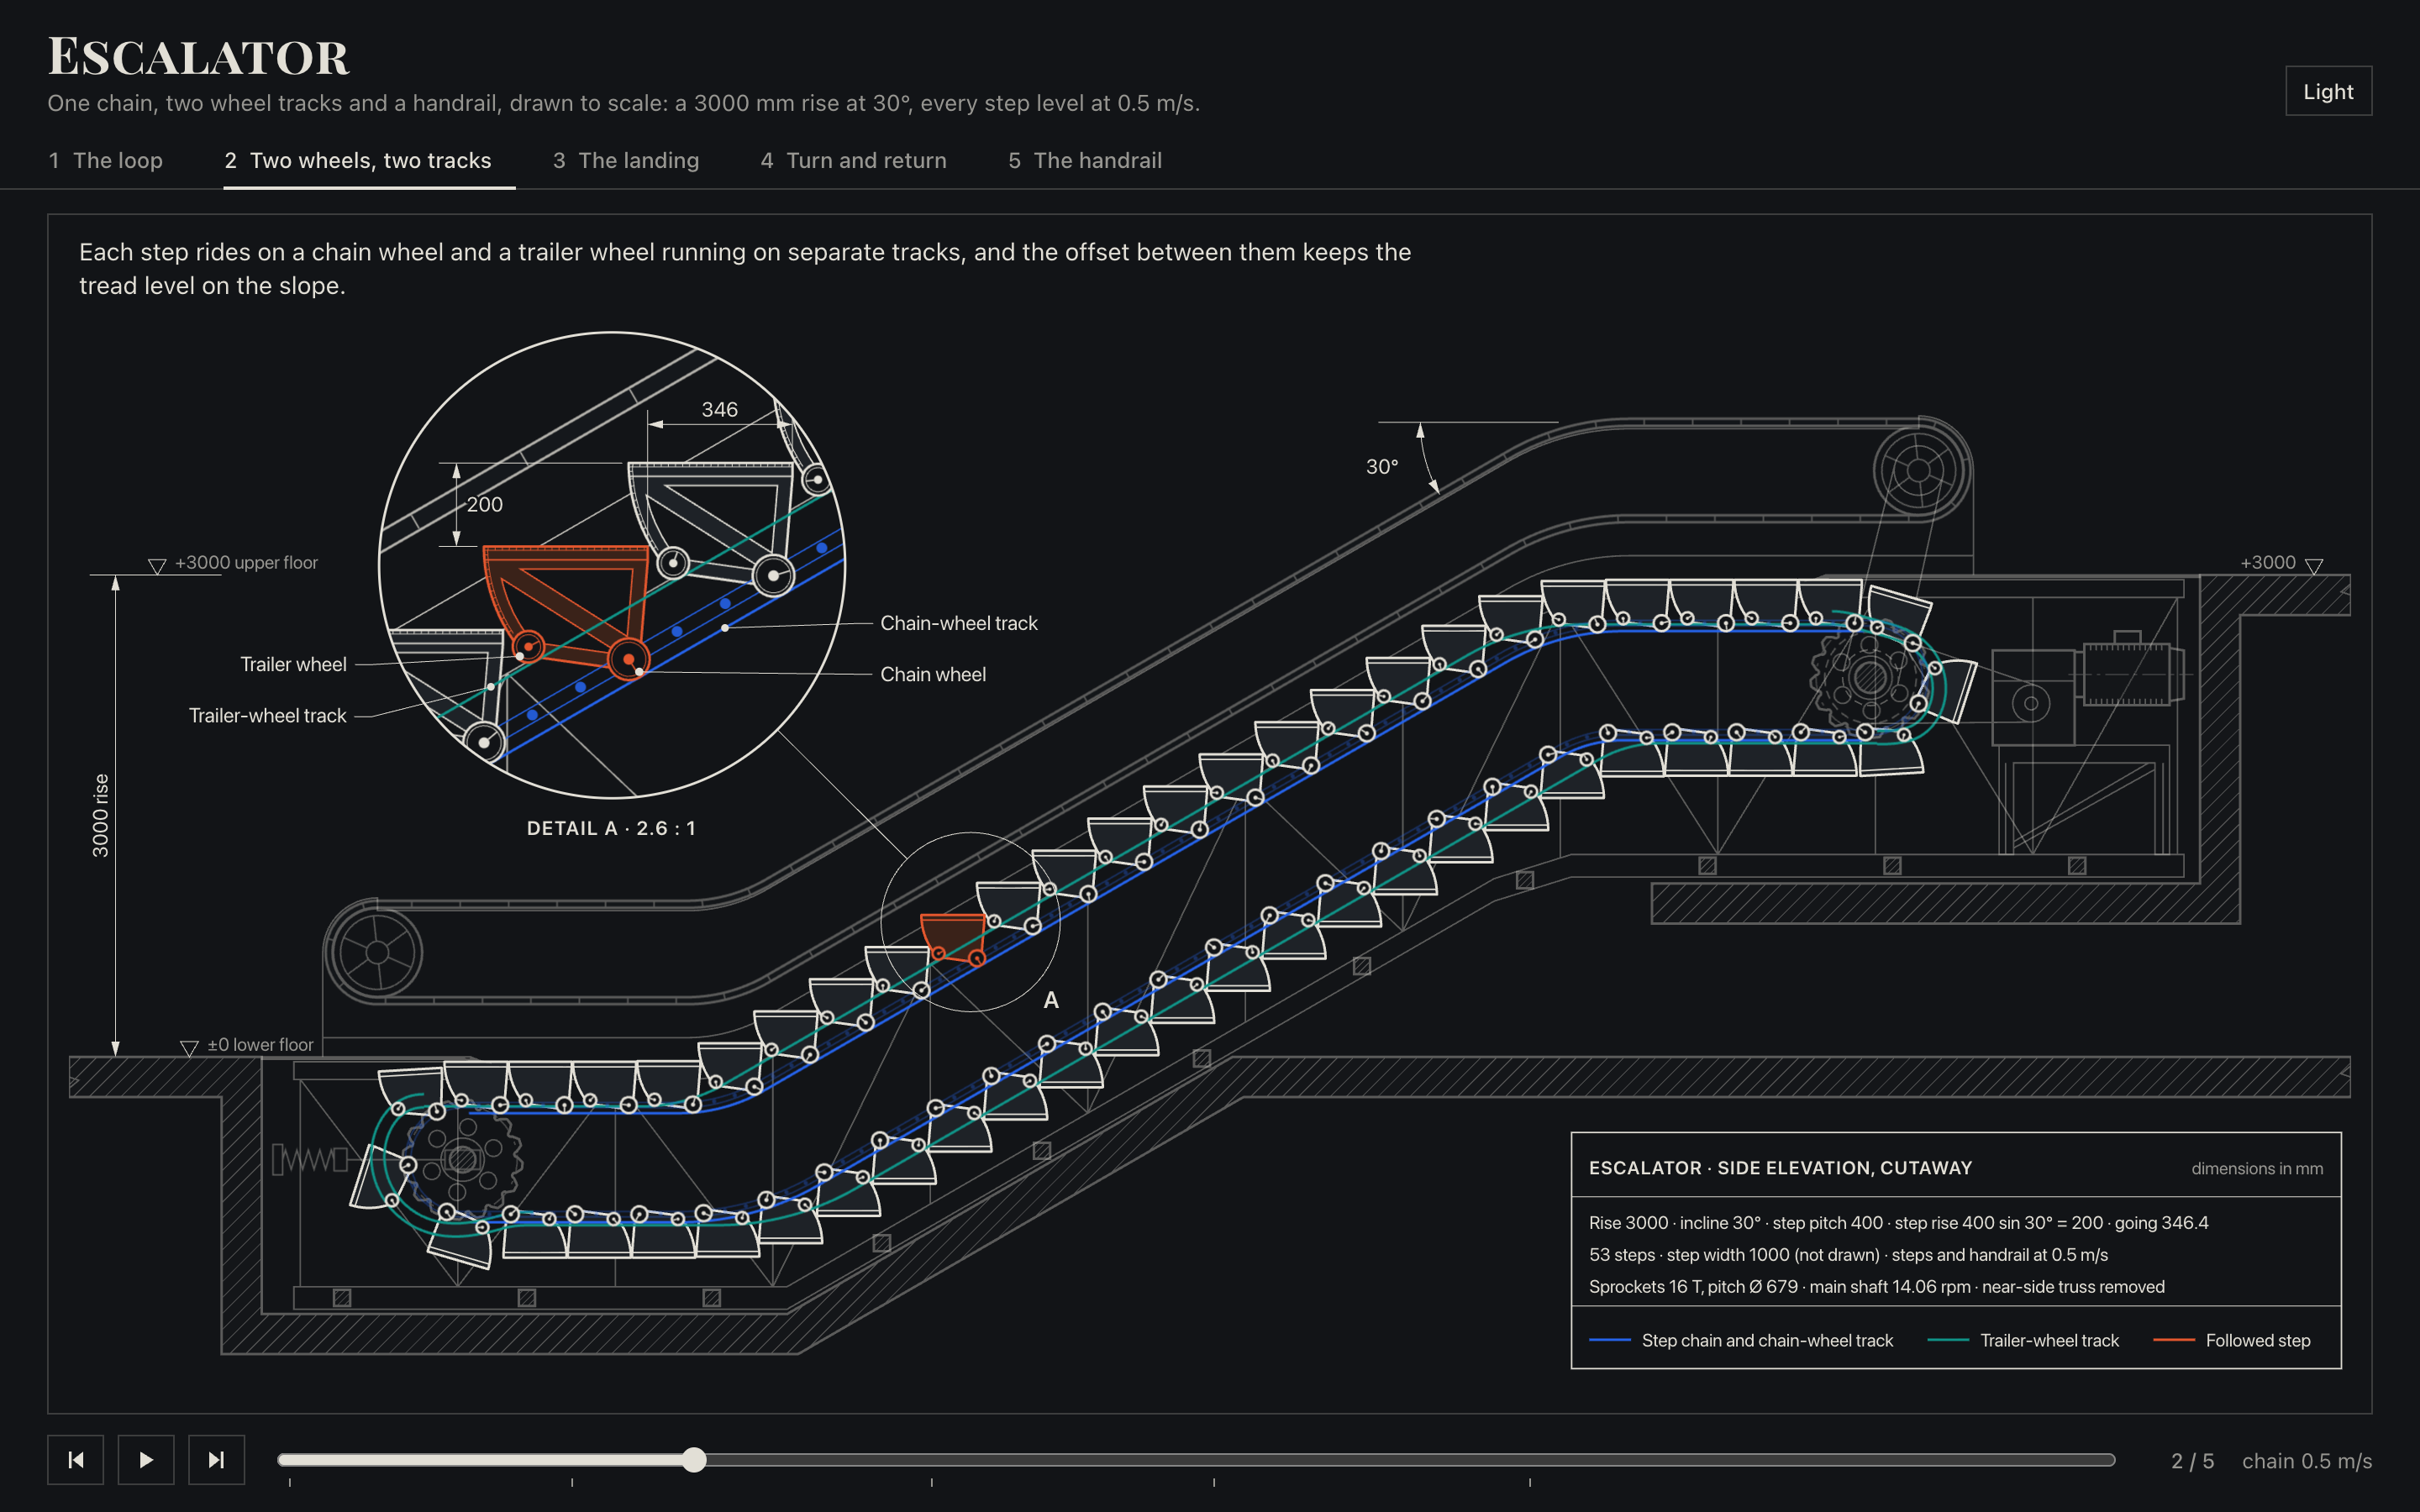 ESCALATOR
One chain, two wheel tracks and a handrail, drawn to scale: a 3000 mm rise at 30°, every step level at 0.5 m/s.
Light
1 The loop
2 Two wheels, two tracks
3 The landing
4 Turn and return
5 The handrail
Each step rides on a chain wheel and a trailer wheel running on separate tracks, and the offset between them keeps the
tread level on the slope.
346
200
30°
+3000 upper floor
+3000
Chain-wheel track
Trailer wheel
Chain wheel
Trailer-wheel track
DETAIL A · 2.6 : 1
3000 rise
A
±0 lower floor
ESCALATOR · SIDE ELEVATION, CUTAWAY
dimensions in mm
Rise 3000 · incline 30° · step pitch 400 · step rise 400 sin 30° = 200 · going 346.4
53 steps · step width 1000 (not drawn) · steps and handrail at 0.5 m/s
Sprockets 16 T, pitch Ø 679 · main shaft 14.06 rpm · near-side truss removed
Step chain and chain-wheel track
Trailer-wheel track
Followed step
2 / 5
chain 0.5 m/s